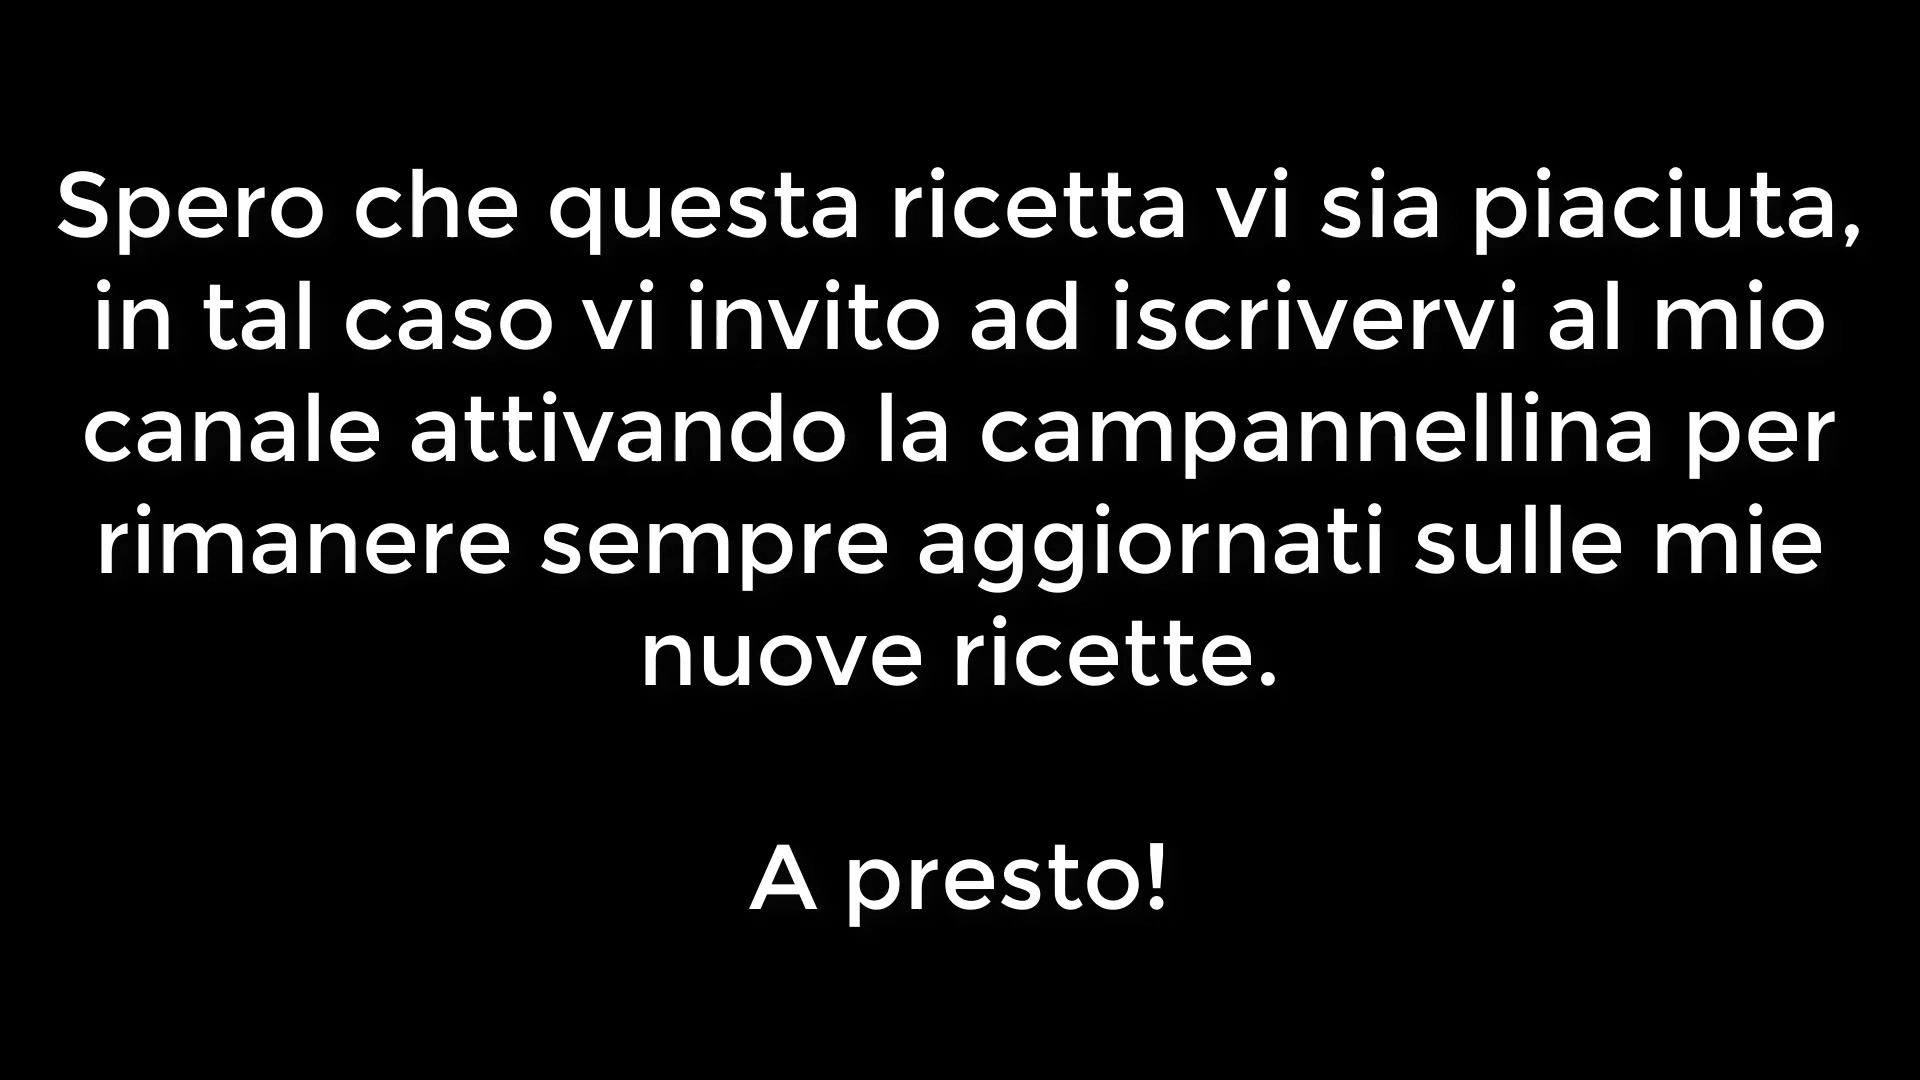 Spero che questa ricetta vi sia piaciuta,
in tal caso vi invito ad iscrivervi al mio
canale attivando la campannellina per
rimanere sempre aggiornati sulle mie
nuove ricette.
A presto!